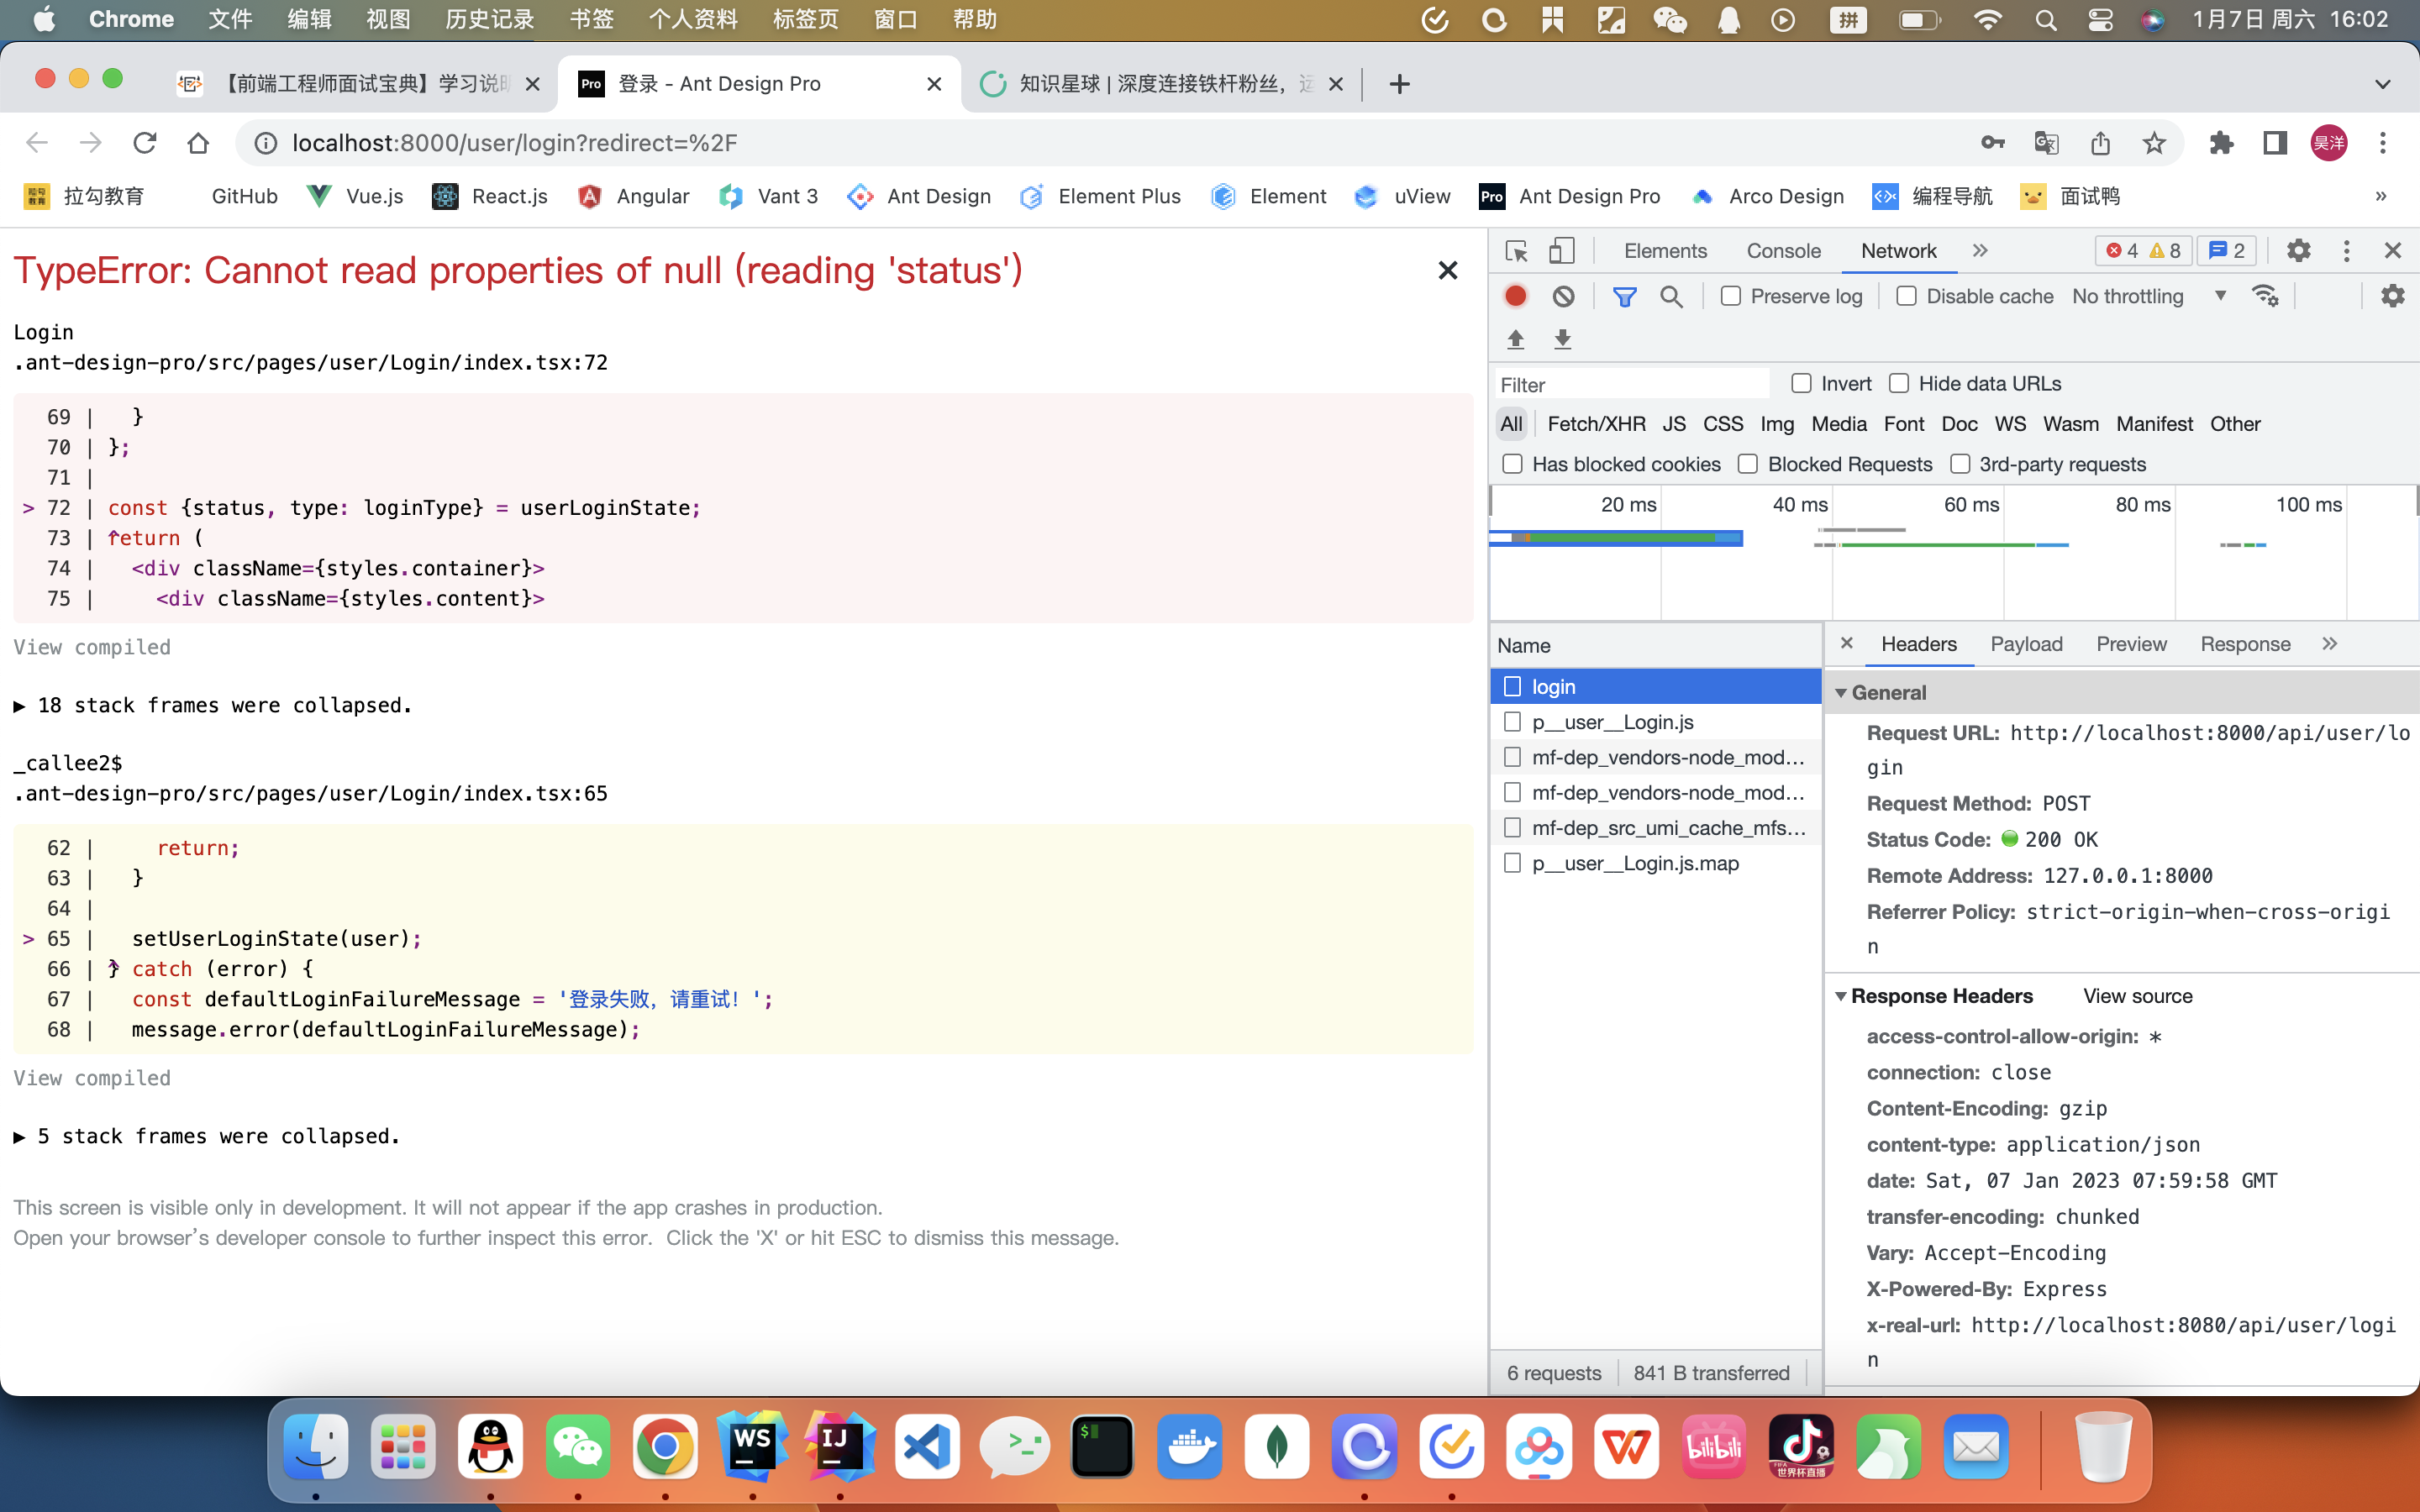 Chrome 文件 编辑 视图 历史记录 书签 个人资料 标签页 窗口 帮助 拼 1月7日 周六 16:02
【前端工程师面试宝典】学习说明
Pro 登录 - Ant Design Pro
知识星球 | 深度连接铁杆粉丝，运
localhost:8000/user/login?redirect=%2F
昊洋
拉勾教育 GitHub Vue.js React.js Angular Vant 3 Ant Design Element Plus Element uView Pro Ant Design Pro Arco Design 编程导航 面试鸭 »
TypeError: Cannot read properties of null (reading 'status')
Login
.ant-design-pro/src/pages/user/Login/index.tsx:72
69 | }
70 | };
71 |
> 72 | const {status, type: loginType} = userLoginState;
73 | return (
74 | <div className={styles.container}>
75 | <div className={styles.content}>
View compiled
▶ 18 stack frames were collapsed.
_callee2$
.ant-design-pro/src/pages/user/Login/index.tsx:65
62 | return;
63 | }
64 |
> 65 | setUserLoginState(user);
66 | } catch (error) {
67 | const defaultLoginFailureMessage = '登录失败，请重试！';
68 | message.error(defaultLoginFailureMessage);
View compiled
▶ 5 stack frames were collapsed.
This screen is visible only in development. It will not appear if the app crashes in production.
Open your browser's developer console to further inspect this error. Click the 'X' or hit ESC to dismiss this message.
Elements Console Network » 4 8 2
Preserve log Disable cache No throttling
Filter Invert Hide data URLs
All Fetch/XHR JS CSS Img Media Font Doc WS Wasm Manifest Other
Has blocked cookies Blocked Requests 3rd-party requests
20 ms 40 ms 60 ms 80 ms 100 ms
Name
login
p__user__Login.js
mf-dep_vendors-node_mod…
mf-dep_vendors-node_mod…
mf-dep_src_umi_cache_mfs…
p__user__Login.js.map
6 requests 841 B transferred
Headers Payload Preview Response »
General
Request URL: http://localhost:8000/api/user/lo
gin
Request Method: POST
Status Code: 200 OK
Remote Address: 127.0.0.1:8000
Referrer Policy: strict-origin-when-cross-origi
n
Response Headers View source
access-control-allow-origin: *
connection: close
Content-Encoding: gzip
content-type: application/json
date: Sat, 07 Jan 2023 07:59:58 GMT
transfer-encoding: chunked
Vary: Accept-Encoding
X-Powered-By: Express
x-real-url: http://localhost:8080/api/user/logi
n
WS IJ bilibili 世界杯直播